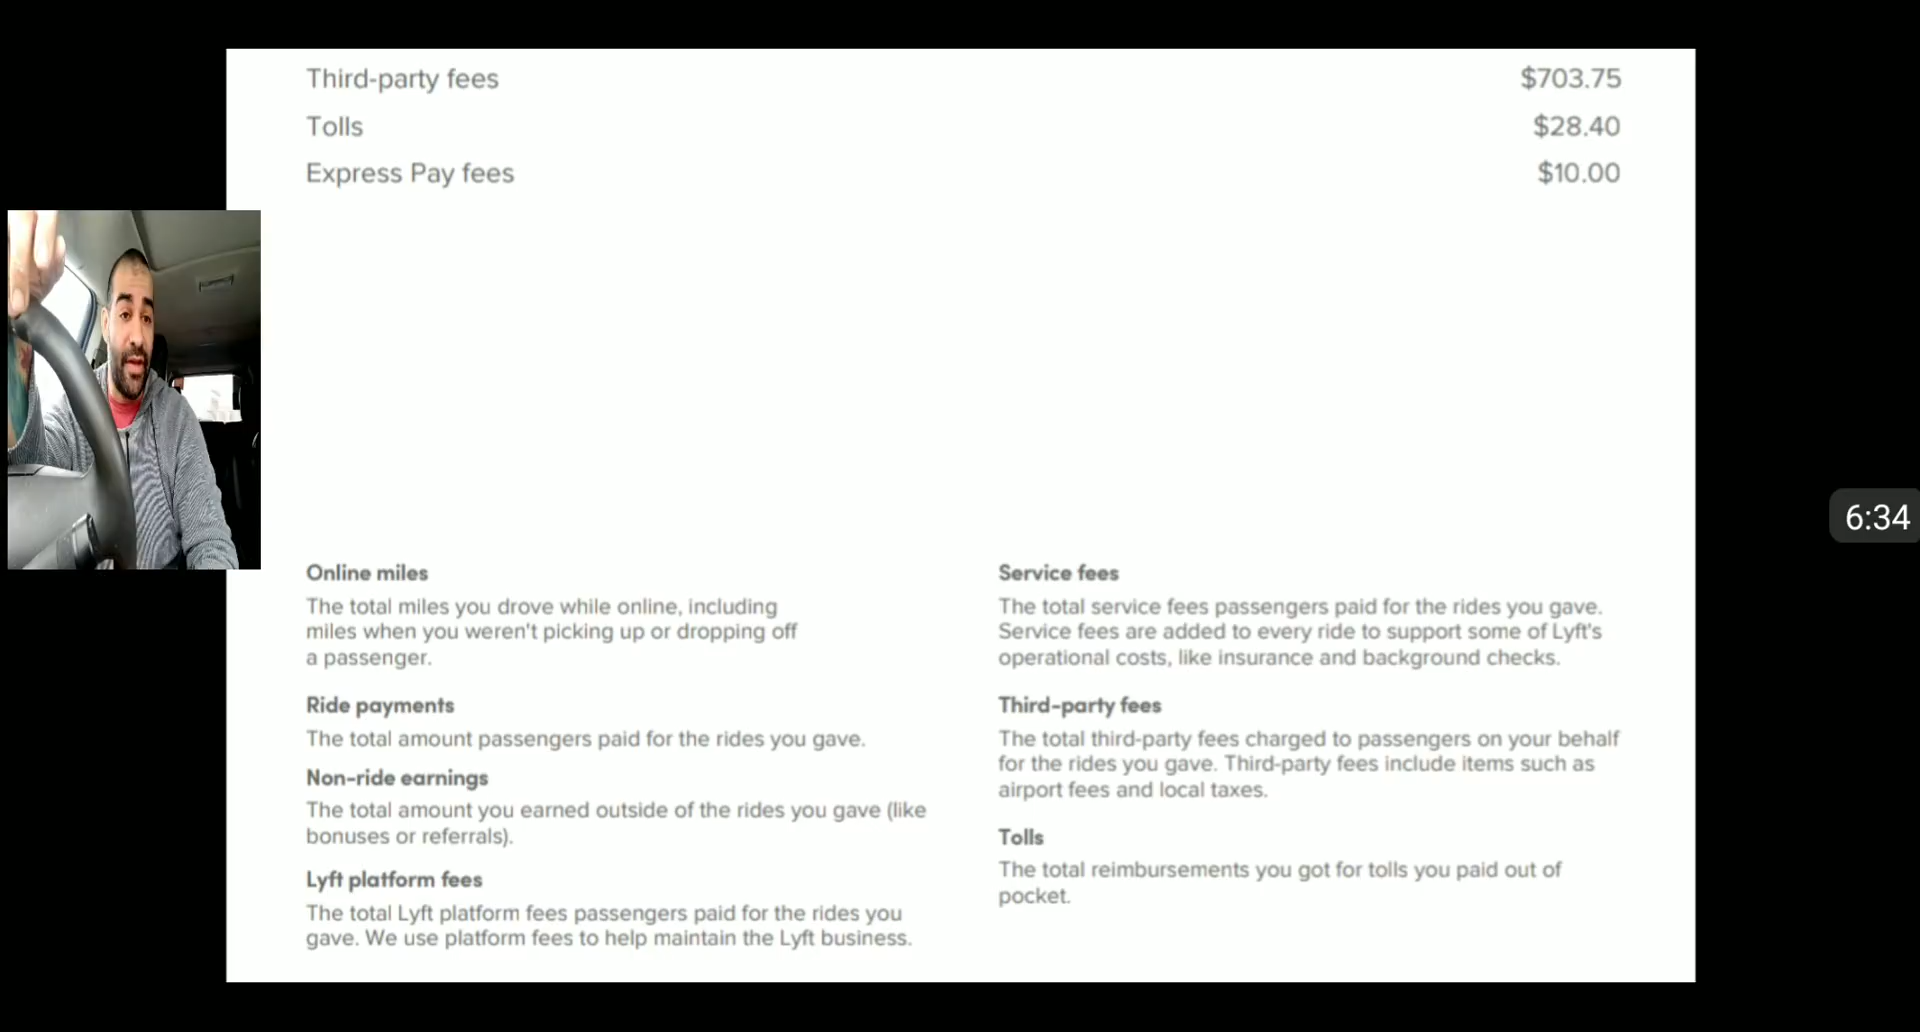 Third-party fees $703.75
Tolls $28.40
Express Pay fees $10.00
6:34
Online miles
The total miles you drove while online, including
miles when you weren't picking up or dropping off
a passenger.
Ride payments
The total amount passengers paid for the rides you gave.
Non-ride earnings
The total amount you earned outside of the rides you gave (like
bonuses or referrals).
Lyft platform fees
The total Lyft platform fees passengers paid for the rides you
gave. We use platform fees to help maintain the Lyft business.
Service fees
The total service fees passengers paid for the rides you gave.
Service fees are added to every ride to support some of Lyft's
operational costs, like insurance and background checks.
Third-party fees
The total third-party fees charged to passengers on your behalf
for the rides you gave. Third-party fees include items such as
airport fees and local taxes.
Tolls
The total reimbursements you got for tolls you paid out of
pocket.